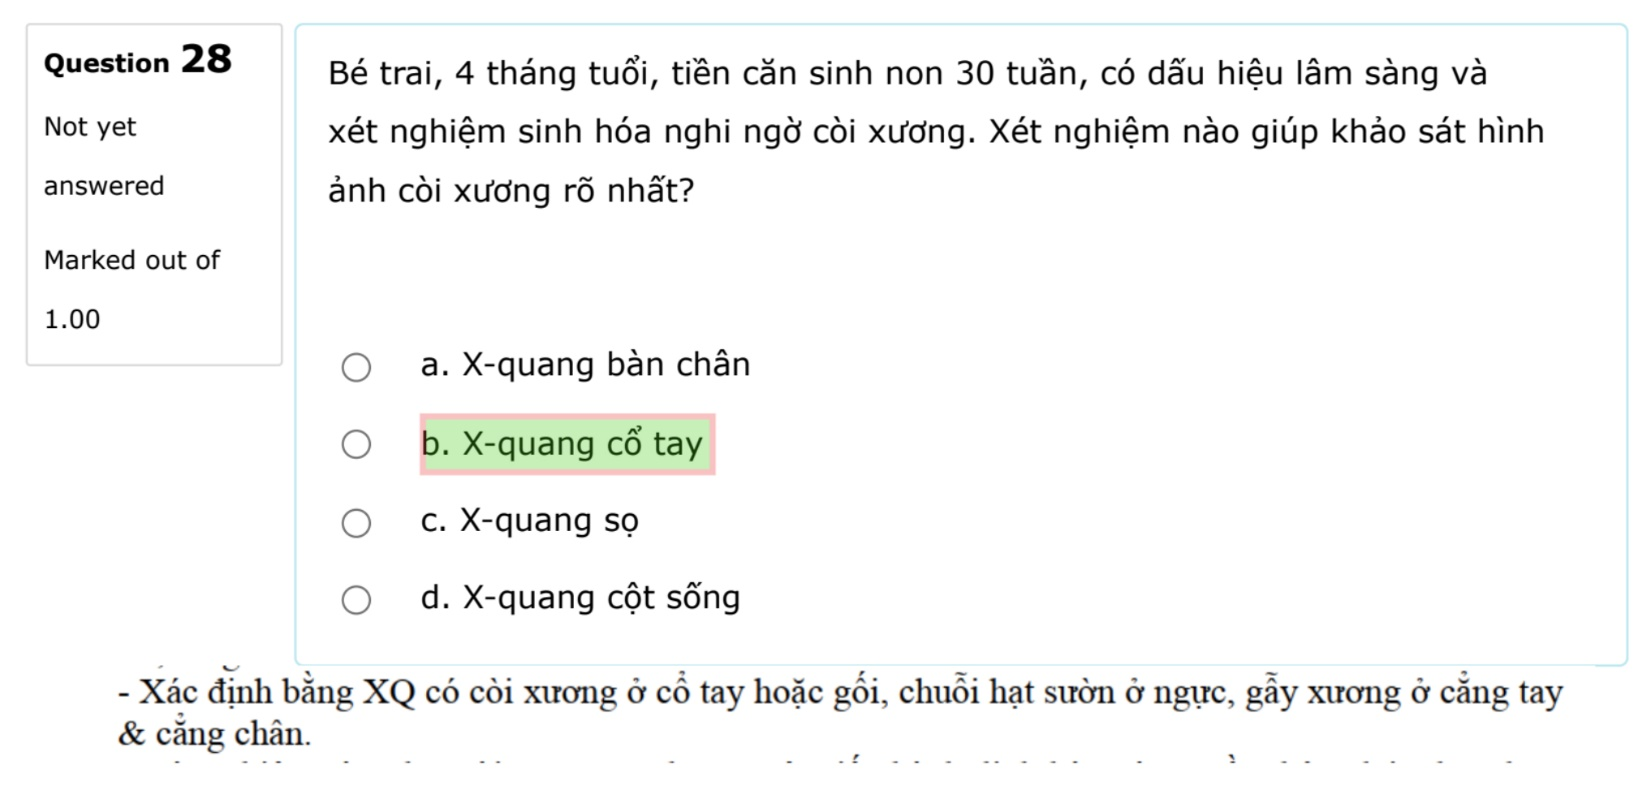 Question 28
Not yet
answered
Marked out of
1.00
Bé trai, 4 tháng tuổi, tiền căn sinh non 30 tuần, có dấu hiệu lâm sàng và
xét nghiệm sinh hóa nghi ngờ còi xương. Xét nghiệm nào giúp khảo sát hình
ảnh còi xương rõ nhất?
a. X-quang bàn chân
b. X-quang cổ tay
c. X-quang sọ
d. X-quang cột sống
- Xác định bằng XQ có còi xương ở cổ tay hoặc gối, chuỗi hạt sườn ở ngực, gẫy xương ở cẳng tay
& cẳng chân.